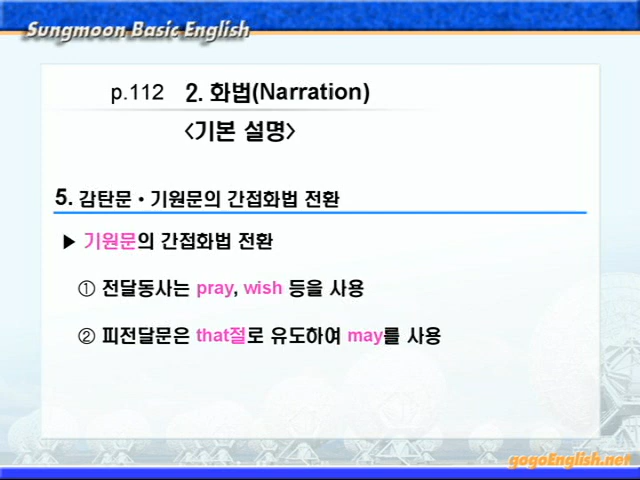 Sungmoon Basic English
p.112 2. 화법(Narration)
<기본 설명>
5. 감탄문 • 기원문의 간접화법 전환
▶ 기원문의 간접화법 전환
① 전달동사는 pray, wish 등을 사용
② 피전달문은 that절로 유도하여 may를 사용
gogoEnglish.net